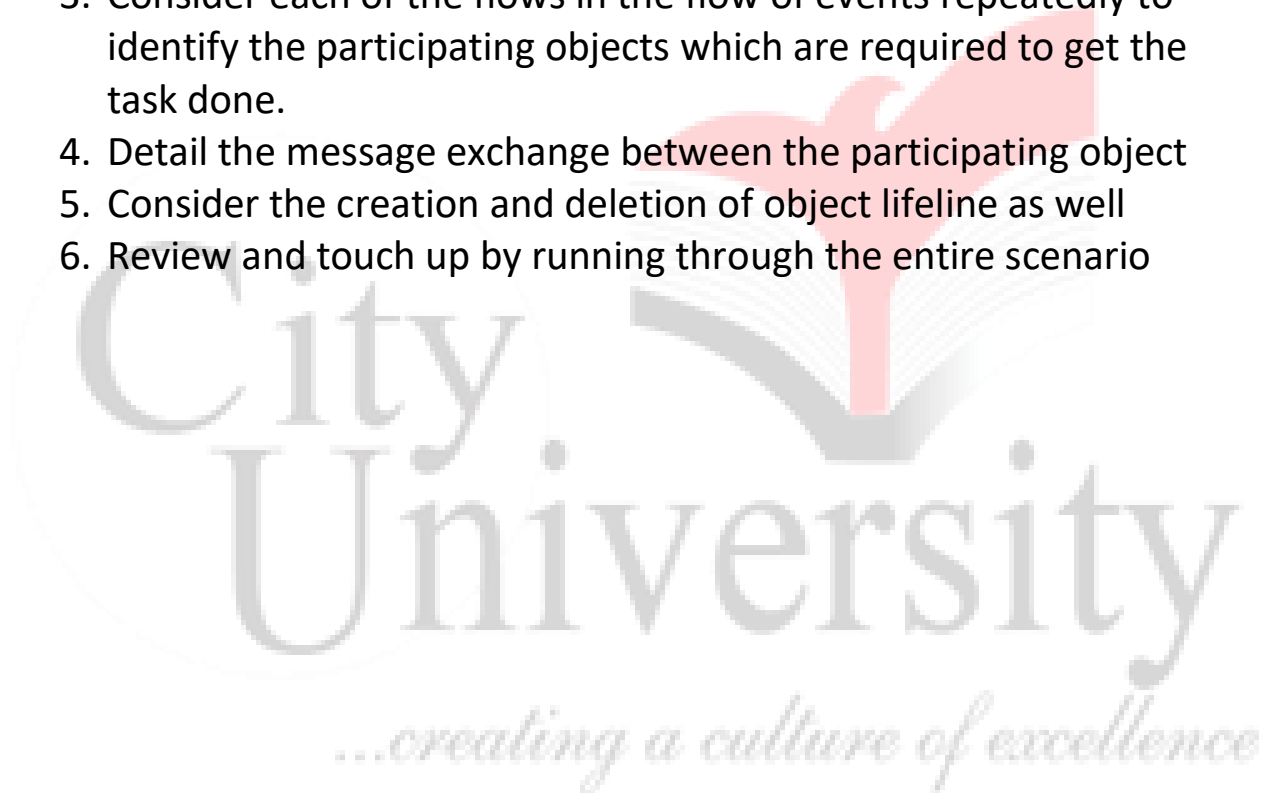 3. Consider each of the flows in the flow of events repeatedly to
identify the participating objects which are required to get the
task done.
4. Detail the message exchange between the participating object
5. Consider the creation and deletion of object lifeline as well
6. Review and touch up by running through the entire scenario
City
University
...creating a culture of excellence